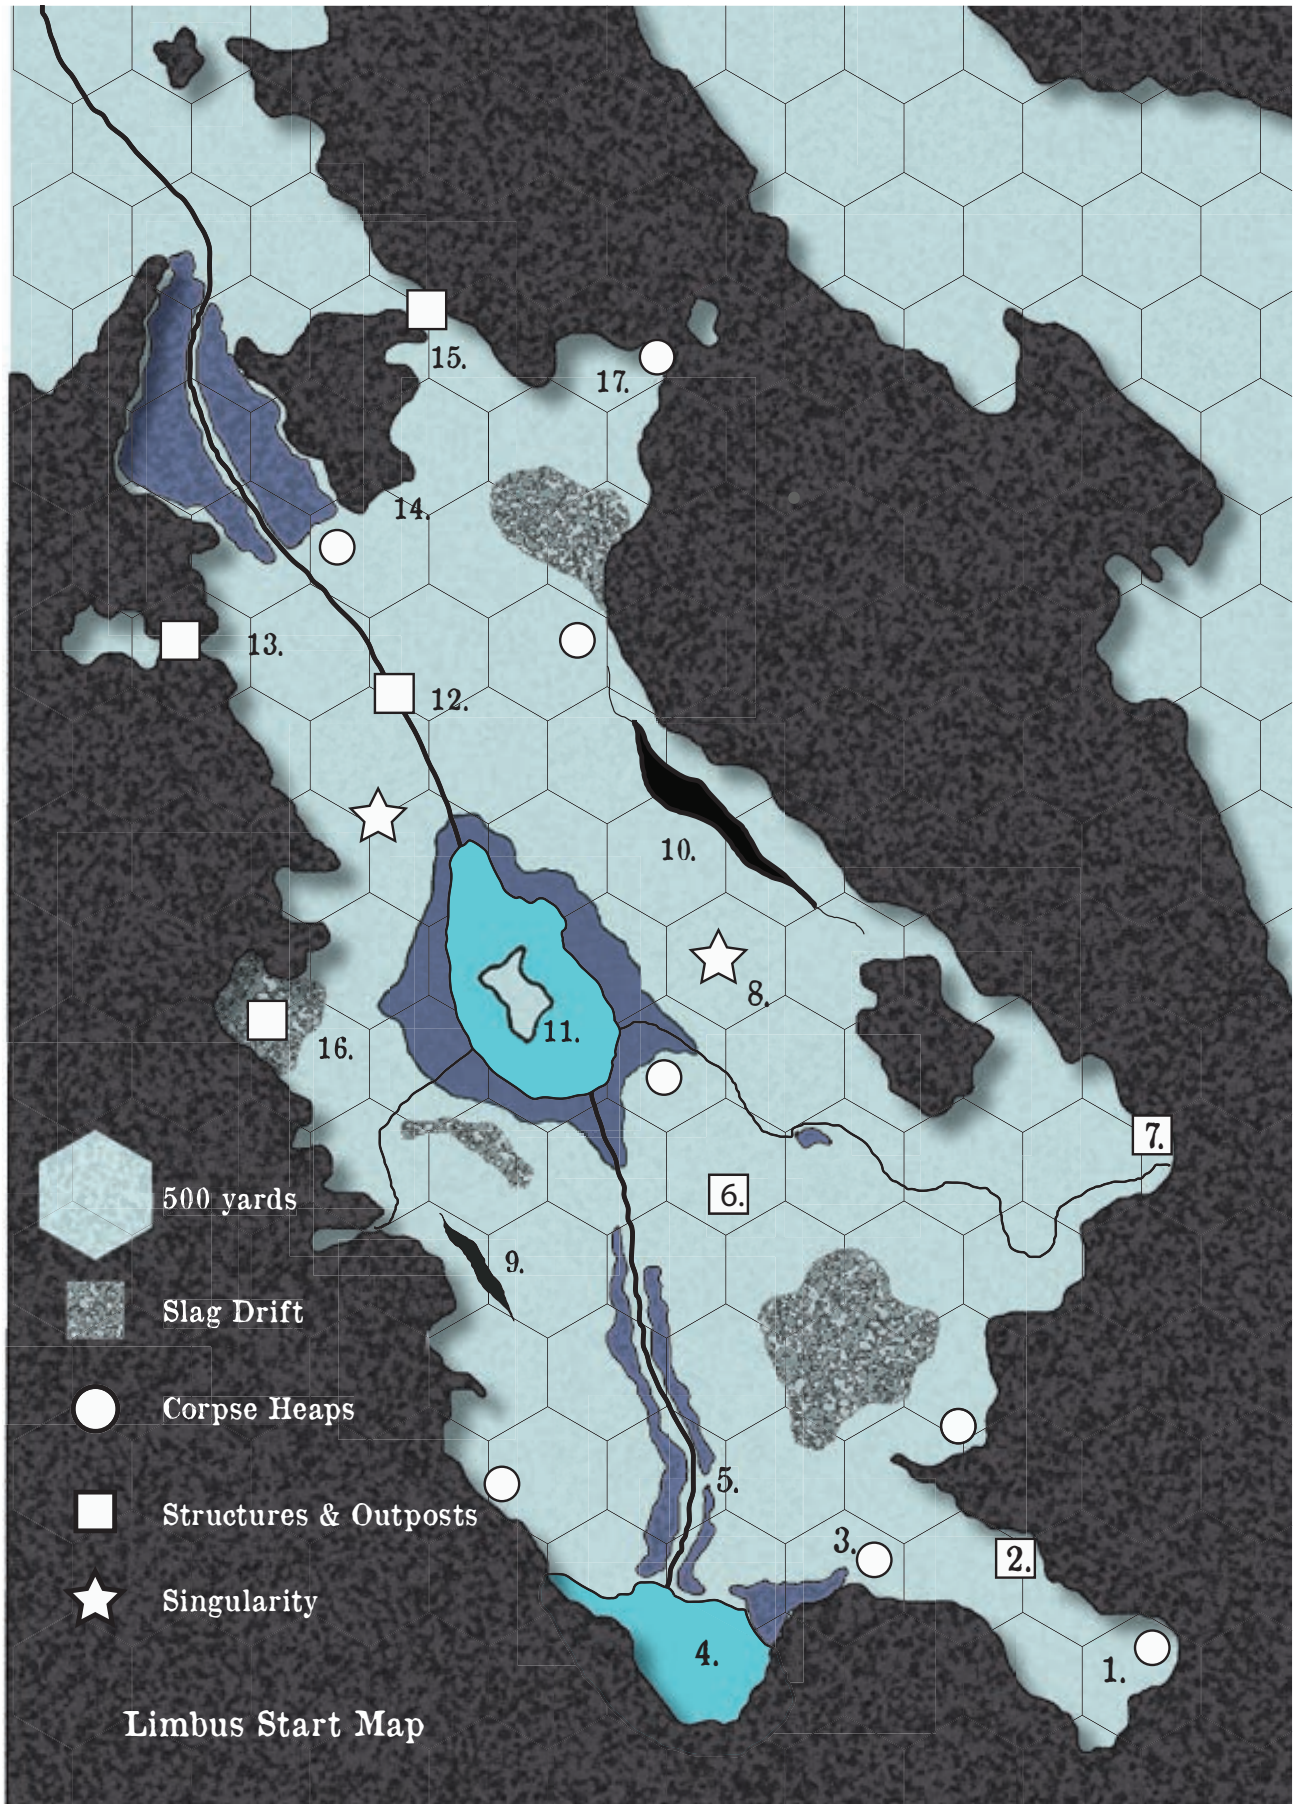 15.
17.
14.
13.
12.
10.
8.
11.
16.
7.
6.
500 yards
9.
Slag Drift
Corpse Heaps
5.
Structures & Outposts
3.
2.
Singularity
4.
1.
Limbus Start Map